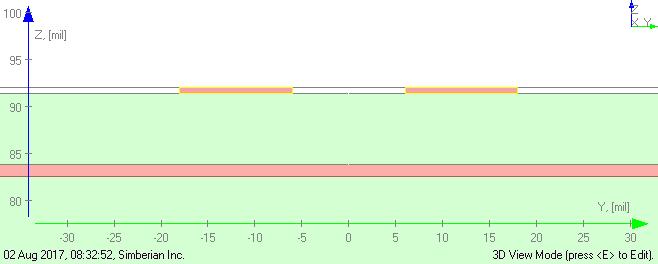 100
Z
X Y
Z, [mil]
95
90
85
80
Y, [mil]
-30 -25 -20 -15 -10 -5 0 5 10 15 20 25 30
02 Aug 2017, 08:32:52, Simberian Inc. 3D View Mode (press <E> to Edit).